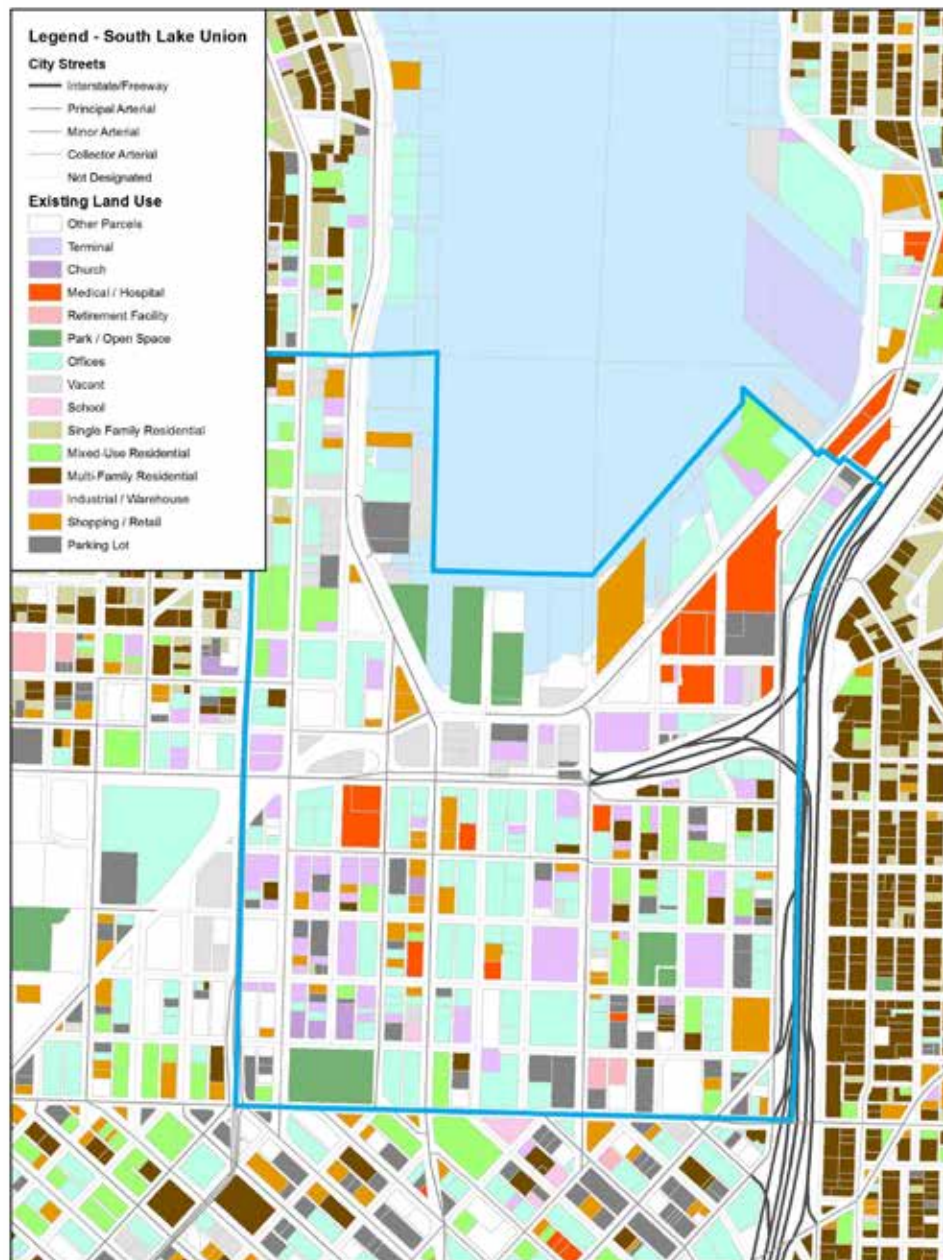 Legend - South Lake Union
City Streets
Interstate/Freeway
Principal Arterial
Minor Arterial
Collector Arterial
Not Designated
Existing Land Use
Other Parcels
Terminal
Church
Medical / Hospital
Retirement Facility
Park / Open Space
Offices
Vacant
School
Single Family Residential
Mixed-Use Residential
Multi-Family Residential
Industrial / Warehouse
Shopping / Retail
Parking Lot